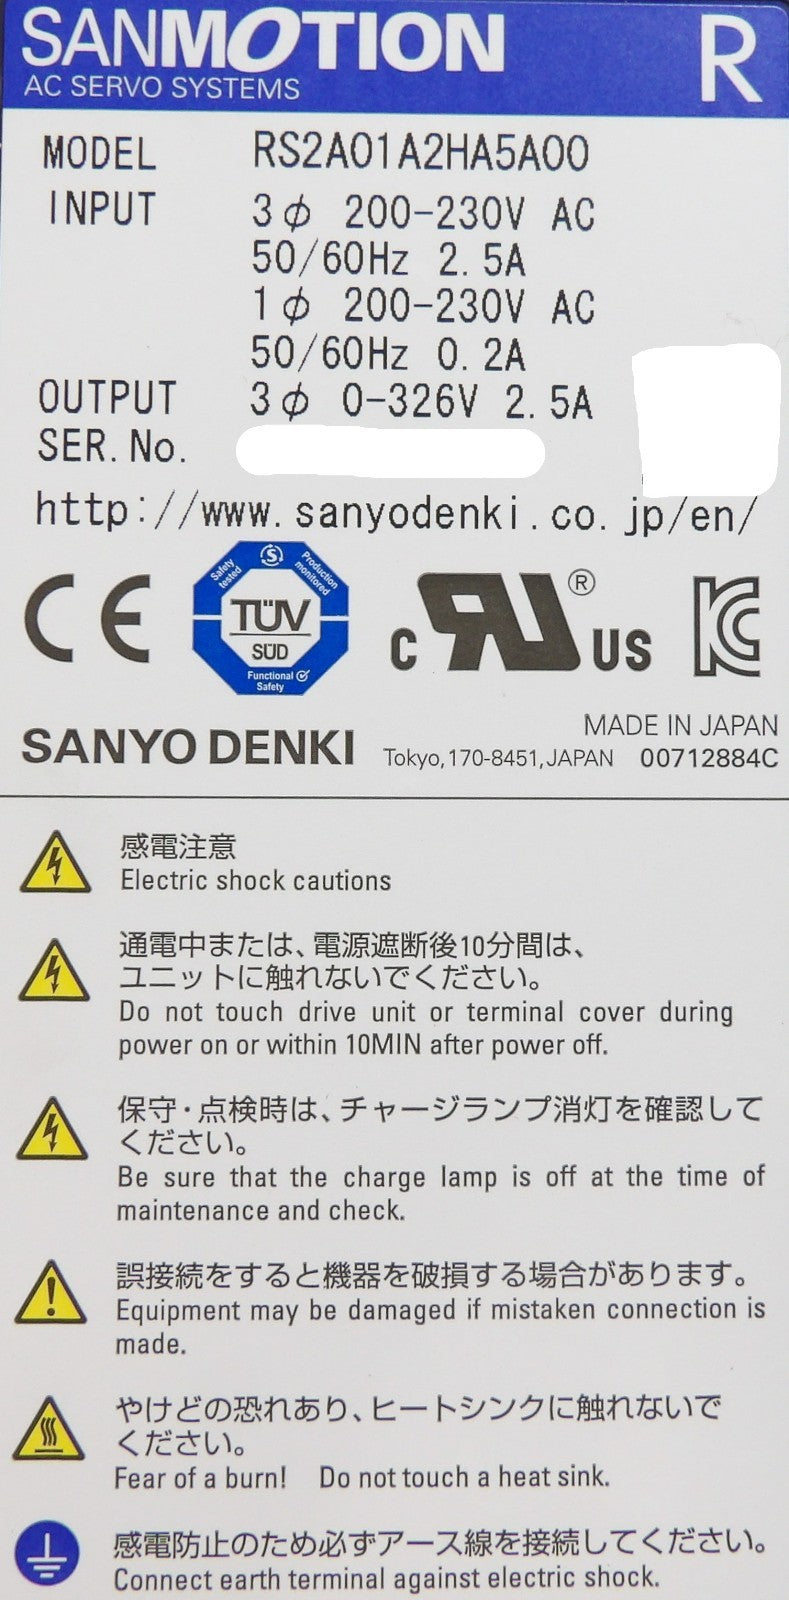 SANMOTION R
AC SERVO SYSTEMS
MODEL RS2A01A2HA5A00
INPUT 3φ 200-230V AC
50/60Hz 2.5A
1φ 200-230V AC
50/60Hz 0.2A
OUTPUT 3φ 0-326V 2.5A
SER.No.
http://www.sanyodenki.co.jp/en/
CE
Safety tested
Production monitored
TÜV
SÜD
Functional Safety
c RU US ®
KC
SANYO DENKI
MADE IN JAPAN
Tokyo,170-8451,JAPAN 00712884C
感電注意
Electric shock cautions
通電中または、電源遮断後10分間は、
ユニットに触れないでください。
Do not touch drive unit or terminal cover during
power on or within 10MIN after power off.
保守・点検時は、チャージランプ消灯を確認して
ください。
Be sure that the charge lamp is off at the time of
maintenance and check.
誤接続をすると機器を破損する場合があります。
Equipment may be damaged if mistaken connection is
made.
やけどの恐れあり、ヒートシンクに触れないで
ください。
Fear of a burn! Do not touch a heat sink.
感電防止のため必ずアース線を接続してください。
Connect earth terminal against electric shock.